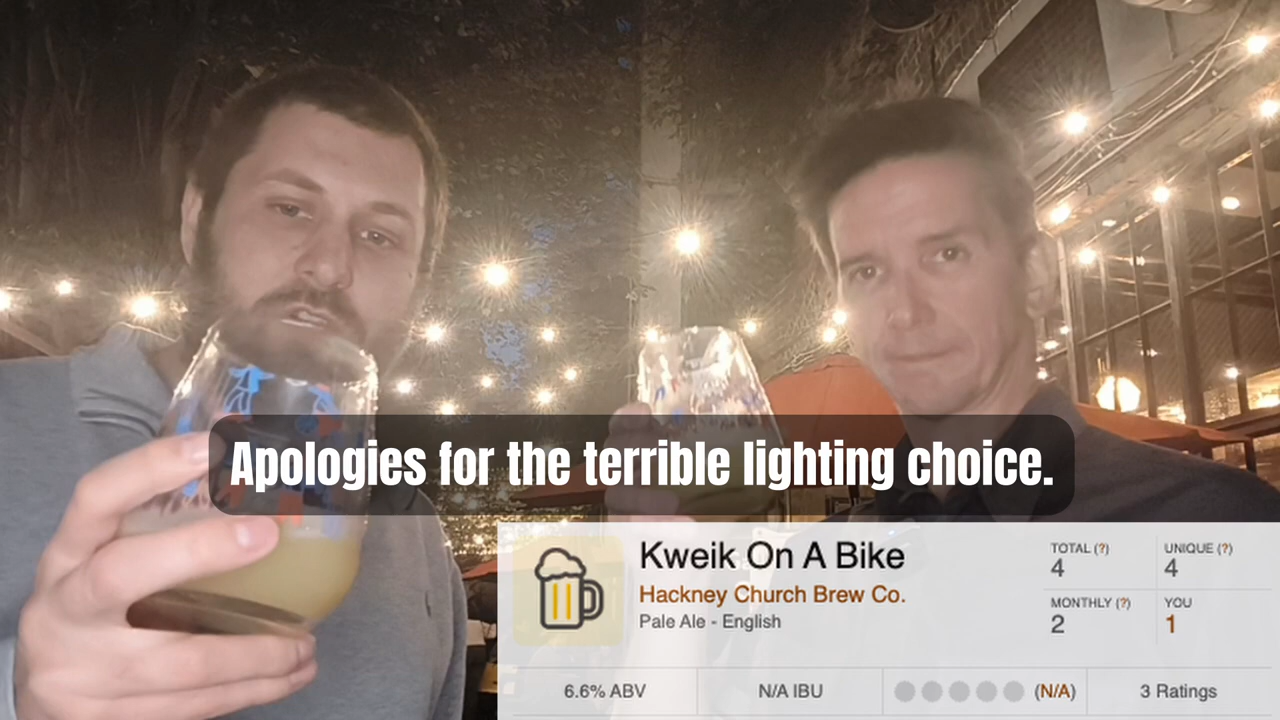 Apologies for the terrible lighting choice.
Kweik On A Bike
Hackney Church Brew Co.
Pale Ale - English
TOTAL (?)
4
UNIQUE (?)
4
MONTHLY (?)
2
YOU
1
6.6% ABV
N/A IBU
(N/A)
3 Ratings